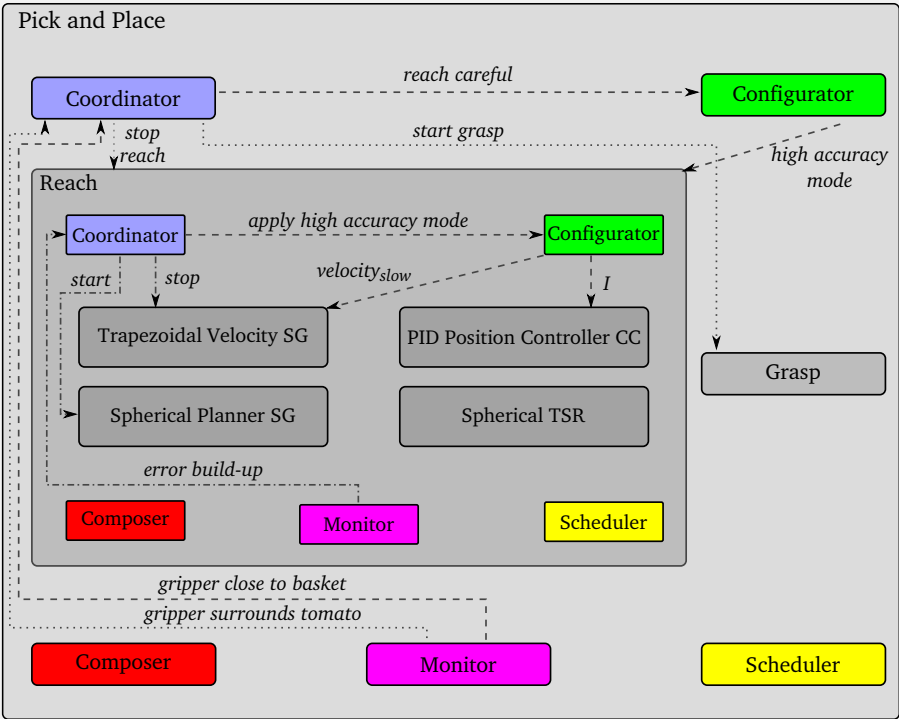 Pick and Place
reach careful
Coordinator
Configurator
stop
reach
start grasp
high accuracy
mode
Reach
Coordinator
apply high accuracy mode
Configurator
start
stop
velocityslow
I
Trapezoidal Velocity SG
PID Position Controller CC
Grasp
Spherical Planner SG
Spherical TSR
error build-up
Composer
Monitor
Scheduler
gripper close to basket
gripper surrounds tomato
Composer
Monitor
Scheduler